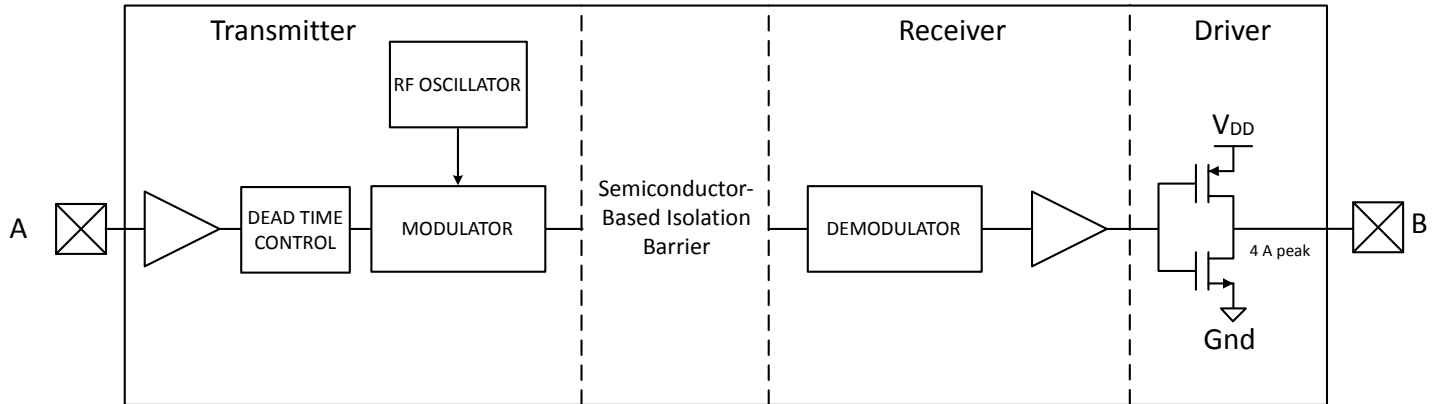 Transmitter
Receiver
Driver
RF OSCILLATOR
VDD
A
DEAD TIME
CONTROL
MODULATOR
Semiconductor-
Based Isolation
Barrier
DEMODULATOR
4 A peak
B
Gnd